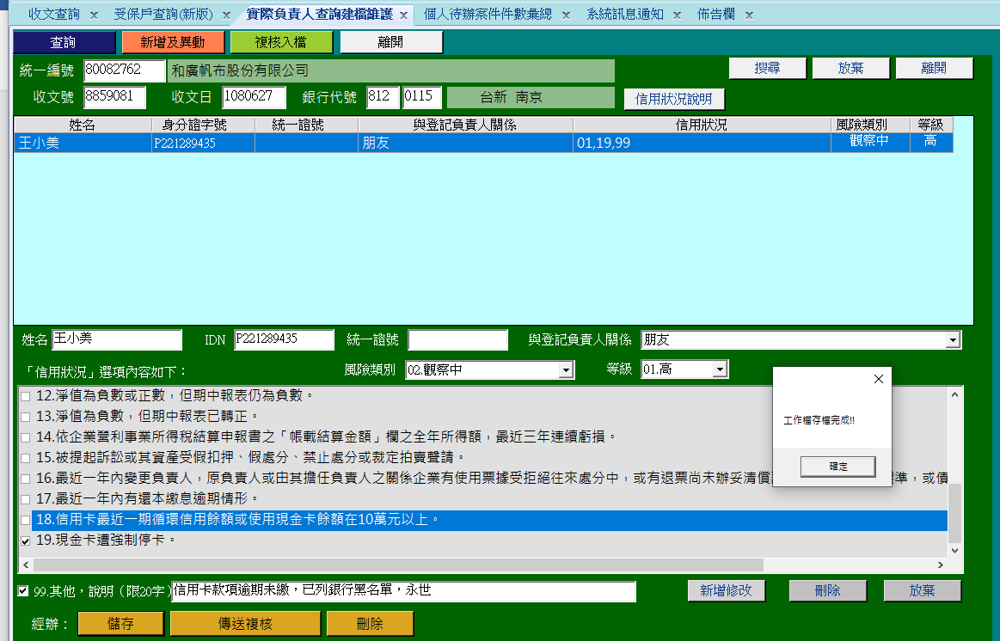 收文查詢 × 受保戶查詢(新版) × 實際負責人查詢建檔維護 × 個人待辦案件件數彙總 × 系統訊息通知 × 佈告欄 ×
查詢 新增及異動 複核入檔 離開
統一編號 80082762 和廣帆布股份有限公司 搜尋 放棄 離開
收文號 8859081 收文日 1080627 銀行代號 812 0115 台新 南京 信用狀況說明
姓名 身分證字號 統一證號 與登記負責人關係 信用狀況 風險類別 等級
王小美 P221289435 朋友 01,19,99 觀察中 高
姓名 王小美 IDN P221289435 統一證號 與登記負責人關係 朋友
「信用狀況」選項內容如下： 風險類別 02.觀察中 等級 01.高
12.淨值為負數或正數，但期中報表仍為負數。
13.淨值為負數，但期中報表已轉正。
14.依企業營利事業所得稅結算申報書之「帳載結算金額」欄之全年所得額，最近三年連續虧損。
15.被提起訴訟或其資產受假扣押、假處分、禁止處分或裁定拍賣聲請。
16.最近一年內變更負責人，原負責人或由其擔任負責人之關係企業有使用票據受拒絕往來處分中，或有退票尚未辦妥清償 準，或債
17.最近一年內有還本繳息逾期情形。
18.信用卡最近一期循環信用餘額或使用現金卡餘額在10萬元以上。
19.現金卡遭強制停卡。
工作檔存檔完成!!
確定
99.其他，說明（限20字） 信用卡款項逾期未繳，已列銀行黑名單，永世 新增修改 刪除 放棄
經辦： 儲存 傳送複核 刪除